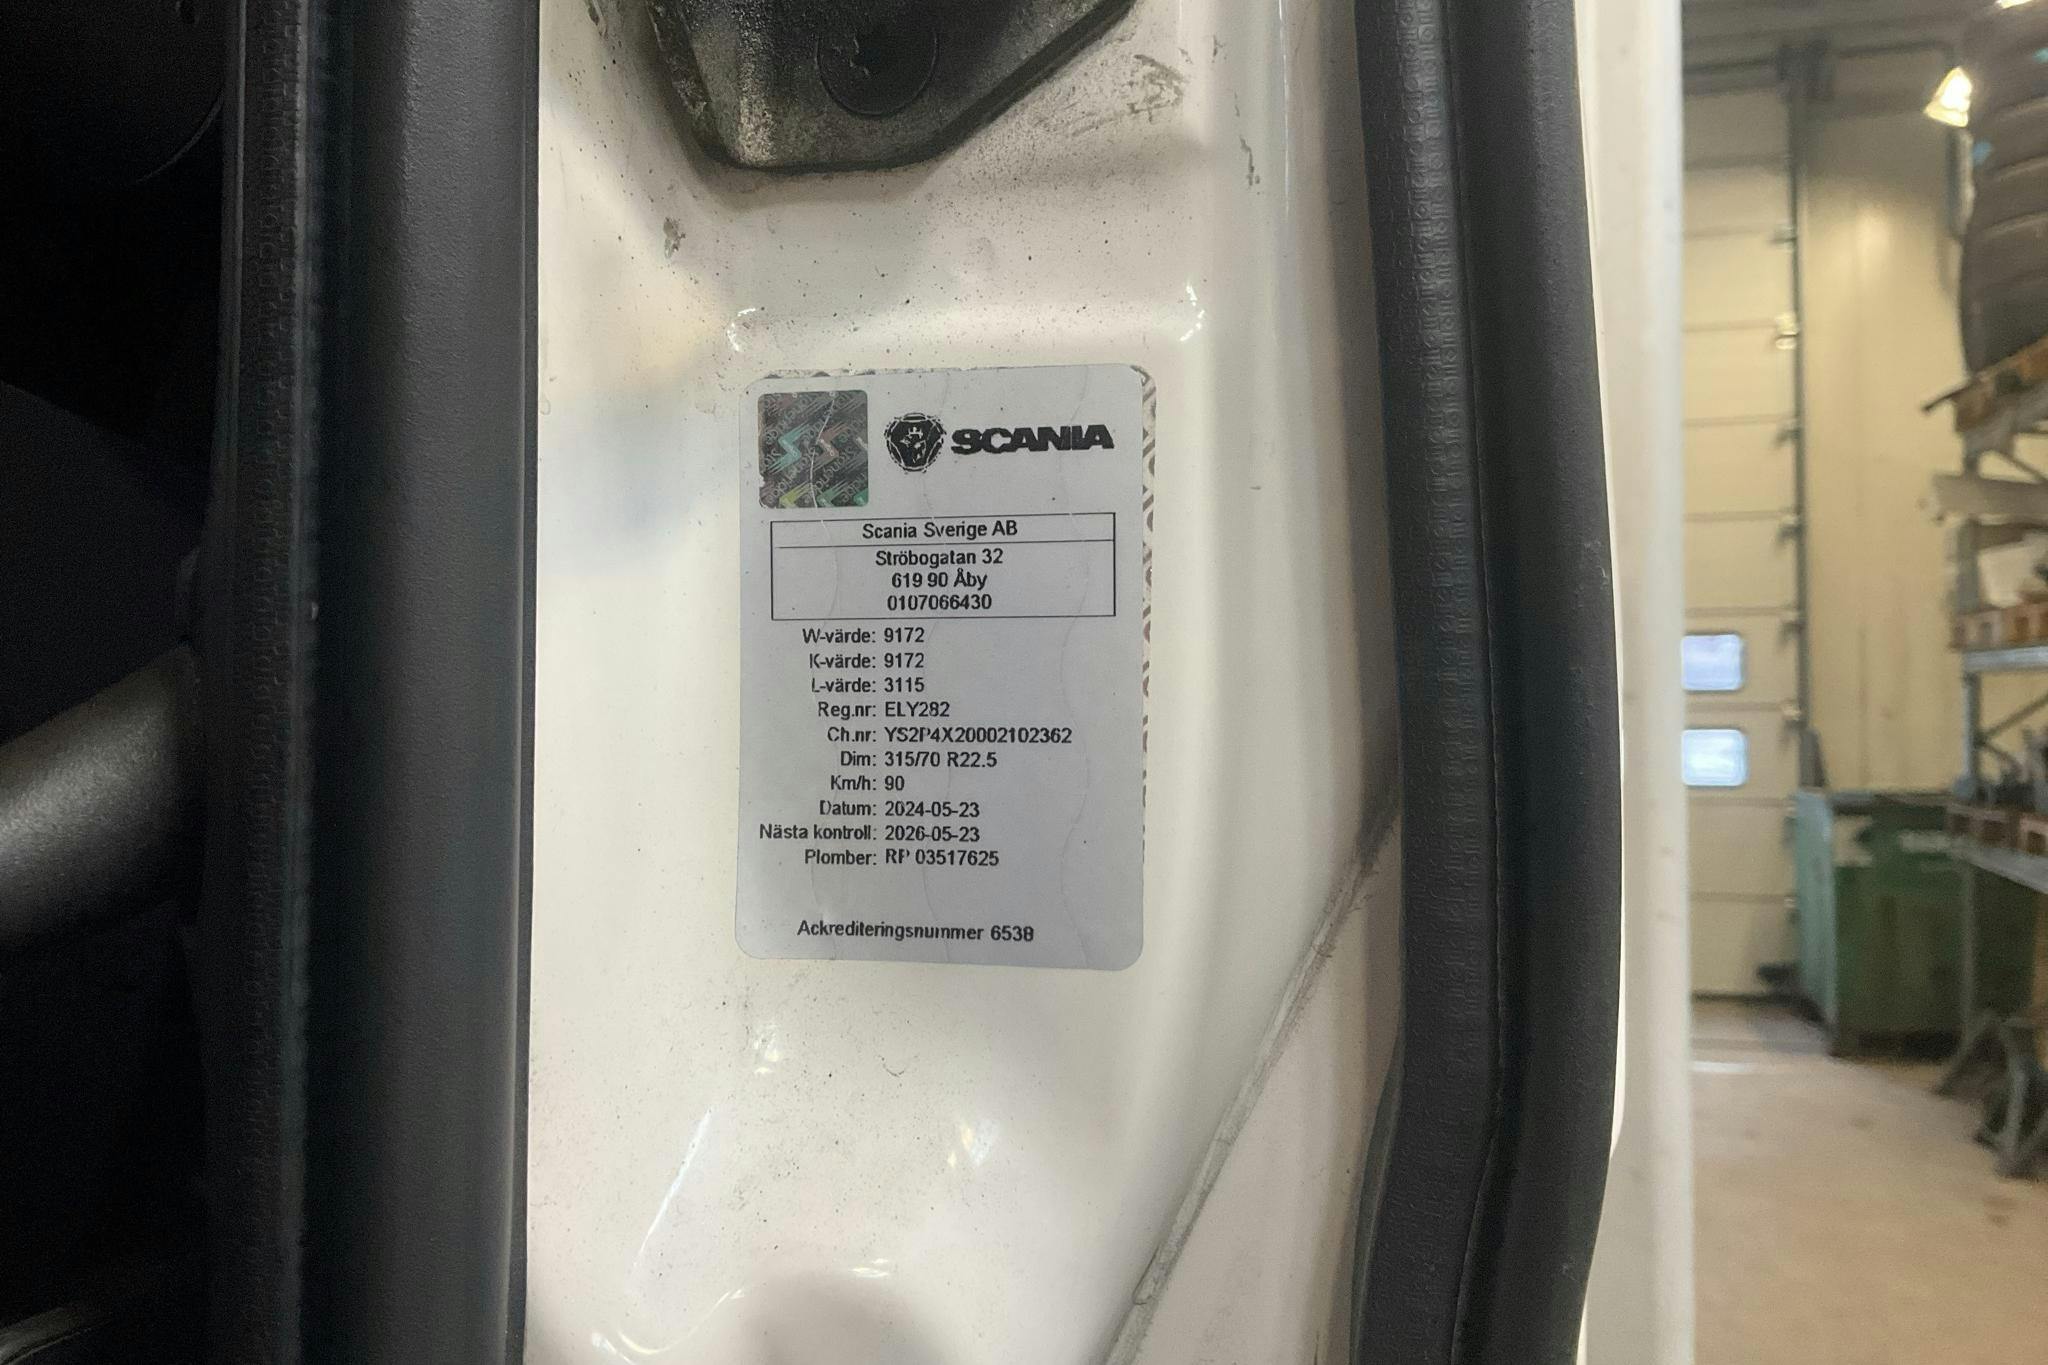 SCANIA
Scania Sverige AB
Ströbogatan 32
619 90 Åby
0107066430
W-värde: 9172
K-värde: 9172
L-värde: 3115
Reg.nr: ELY282
Ch.nr: YS2P4X20002102362
Dim: 315/70 R22.5
Km/h: 90
Datum: 2024-05-23
Nästa kontroll: 2026-05-23
Plomber: RP 03517625
Ackrediteringsnummer 6538